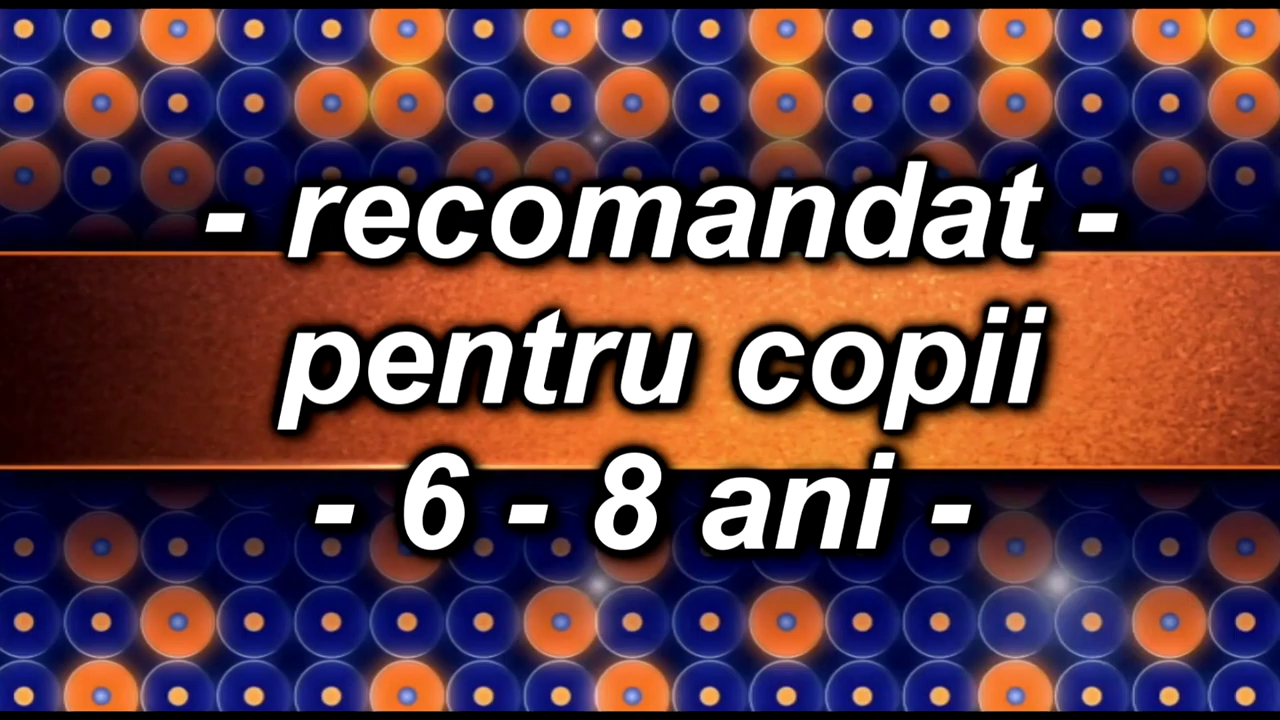 - recomandat -
pentru copii
- 6 - 8 ani -